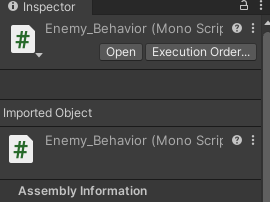 Inspector
Enemy_Behavior (Mono Scrip
Open Execution Order...
Imported Object
Enemy_Behavior (Mono Scrip
Assembly Information